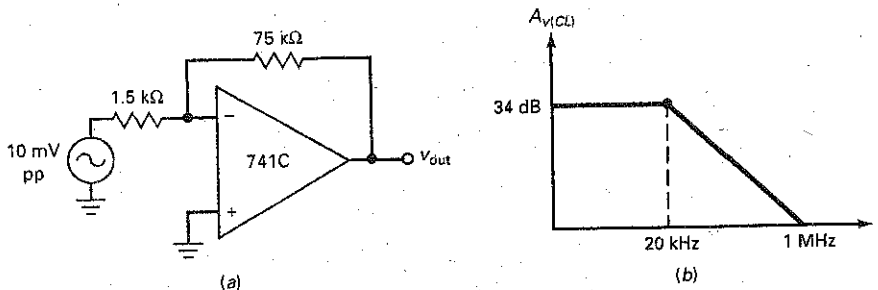 75 kΩ
1.5 kΩ
−
+
741C
10 mV
pp
v_out
(a)
A_v(CL)
34 dB
20 kHz
1 MHz
(b)